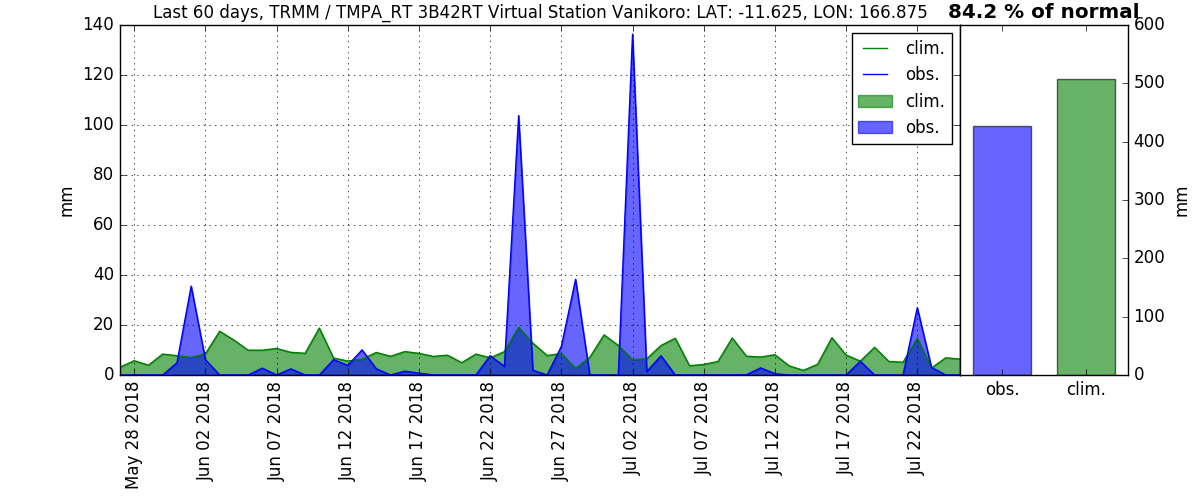 Last 60 days, TRMM / TMPA_RT 3B42RT Virtual Station Vanikoro: LAT: -11.625, LON: 166.875
84.2 % of normal
140
120
100
80
60
40
20
0
mm
clim.
obs.
clim.
obs.
May 28 2018
Jun 02 2018
Jun 07 2018
Jun 12 2018
Jun 17 2018
Jun 22 2018
Jun 27 2018
Jul 02 2018
Jul 07 2018
Jul 12 2018
Jul 17 2018
Jul 22 2018
600
500
400
300
200
100
0
mm
obs.
clim.